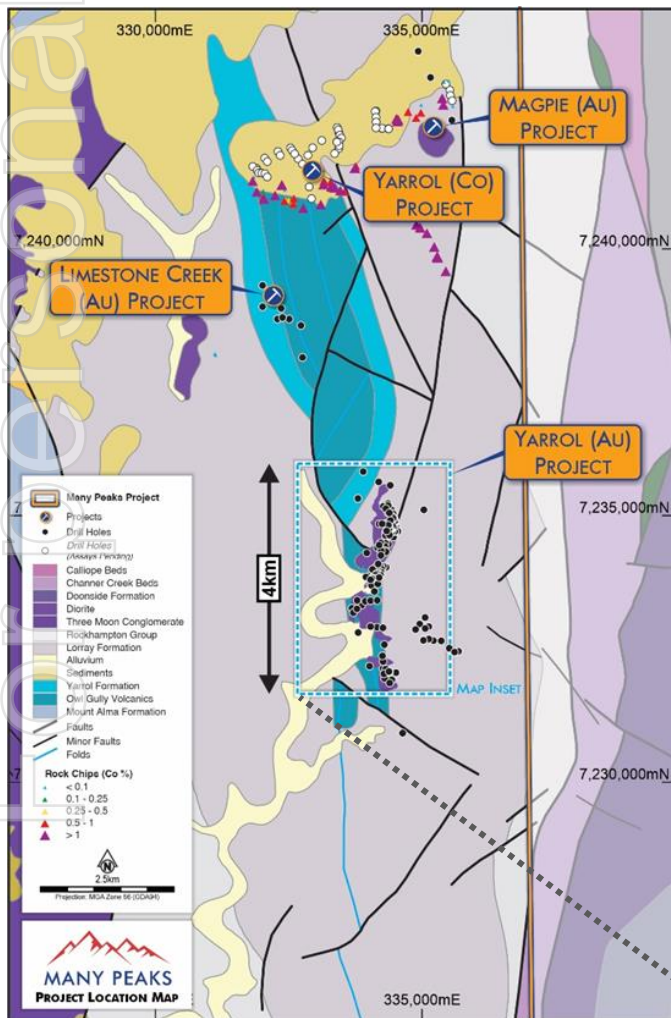 330,000mE
335,000mE
MAGPIE (AU)
PROJECT
YARROL (CO)
PROJECT
7,240,000mN
7,240,000mN
LIMESTONE CREEK
(AU) PROJECT
YARROL (AU)
PROJECT
7,235,000mN
4km
MAP INSET
Many Peaks Project
Projects
Drill Holes
Drill Holes
(Assays Pending)
Calliope Beds
Channer Creek Beds
Doonside Formation
Diorite
Three Moon Conglomerate
Rockhampton Group
Lorray Formation
Alluvium
Sediments
Yarrol Formation
Owl Gully Volcanics
Mount Alma Formation
Faults
Minor Faults
Folds
7,230,000mN
Rock Chips (Co %)
< 0.1
0.1 - 0.25
0.25 - 0.5
0.5 - 1
> 1
N
2.5km
Projection: MGA Zone 56 (GDA94)
MANY PEAKS
PROJECT LOCATION MAP
335,000mE
For personal